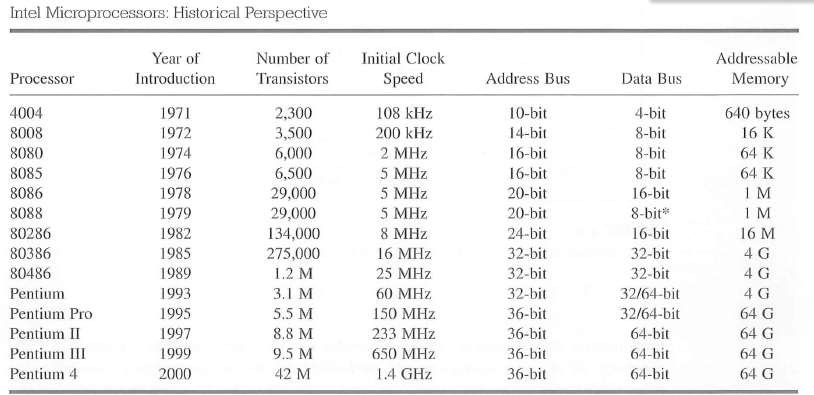 Intel Microprocessors: Historical Perspective
Year of Number of Initial Clock Addressable
Processor Introduction Transistors Speed Address Bus Data Bus Memory
4004 1971 2,300 108 kHz 10-bit 4-bit 640 bytes
8008 1972 3,500 200 kHz 14-bit 8-bit 16 K
8080 1974 6,000 2 MHz 16-bit 8-bit 64 K
8085 1976 6,500 5 MHz 16-bit 8-bit 64 K
8086 1978 29,000 5 MHz 20-bit 16-bit 1 M
8088 1979 29,000 5 MHz 20-bit 8-bit* 1 M
80286 1982 134,000 8 MHz 24-bit 16-bit 16 M
80386 1985 275,000 16 MHz 32-bit 32-bit 4 G
80486 1989 1.2 M 25 MHz 32-bit 32-bit 4 G
Pentium 1993 3.1 M 60 MHz 32-bit 32/64-bit 4 G
Pentium Pro 1995 5.5 M 150 MHz 36-bit 32/64-bit 64 G
Pentium II 1997 8.8 M 233 MHz 36-bit 64-bit 64 G
Pentium III 1999 9.5 M 650 MHz 36-bit 64-bit 64 G
Pentium 4 2000 42 M 1.4 GHz 36-bit 64-bit 64 G